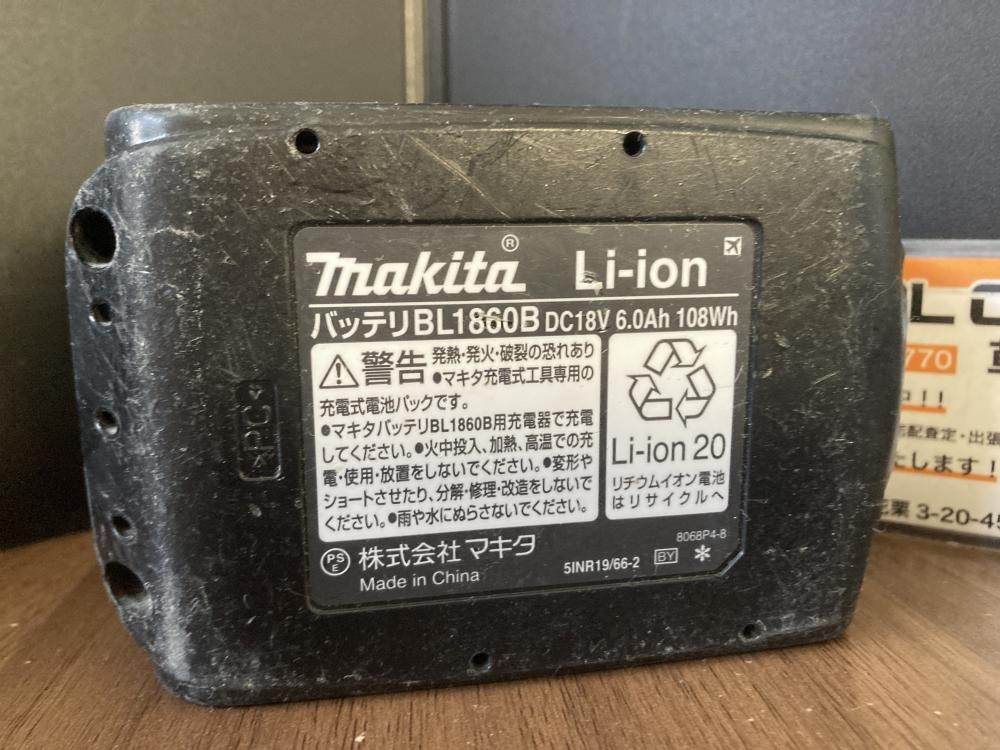 makita® Li-ion
バッテリBL1860B DC18V 6.0Ah 108Wh
警告 発熱・発火・破裂の恐れあり
●マキタ充電式工具専用の
充電式電池パックです。
●マキタバッテリBL1860B用充電器で充電
してください。●火中投入、加熱、高温での充
電・使用・放置をしないでください。●変形や
ショートさせたり、分解・修理・改造をしないで
ください。●雨や水にぬらさないでください。
Li-ion 20
リチウムイオン電池
はリサイクルへ
PS
E
株式会社マキタ
Made in China
5INR19/66-2
8068P4-8
BY
>PC<
770
!!
宅配査定・出張
します!
栗 3-20-45